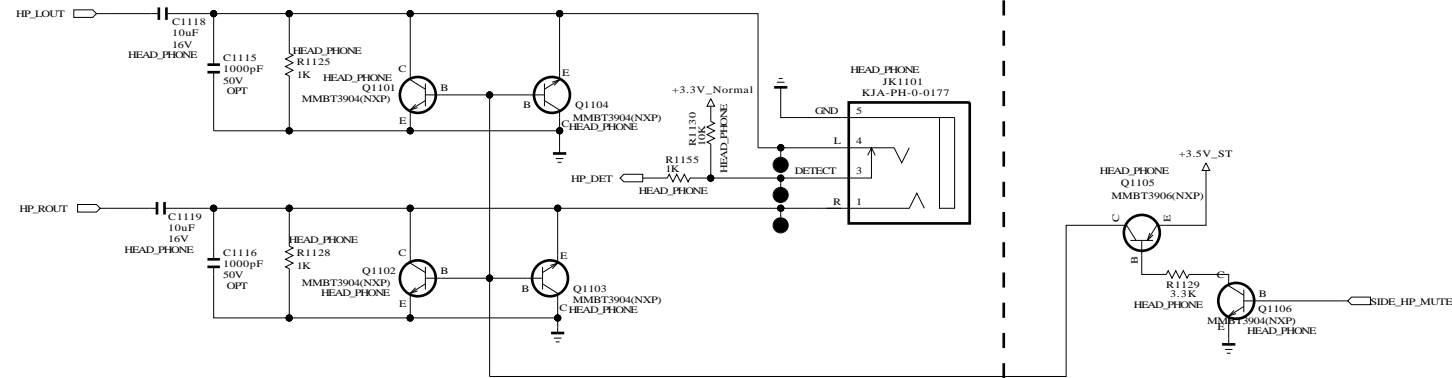 HP_LOUT
C1118
10uF
16V
HEAD_PHONE
C1115
1000pF
50V
OPT
HEAD_PHONE
R1125
1K
HEAD_PHONE
Q1101
MMBT3904(NXP)
C
B
E
E
B
Q1104
MMBT3904(NXP)
C
HEAD_PHONE
+3.3V_Normal
R1130
10K
HEAD_PHONE
HP_DET
R1155
1K
HEAD_PHONE
HEAD_PHONE
JK1101
KJA-PH-0-0177
GND
5
L
4
DETECT
3
R
1
HP_ROUT
C1119
10uF
16V
HEAD_PHONE
C1116
1000pF
50V
OPT
HEAD_PHONE
R1128
1K
C
B
Q1102
MMBT3904(NXP)
HEAD_PHONE
E
E
B
Q1103
MMBT3904(NXP)
C
HEAD_PHONE
+3.5V_ST
HEAD_PHONE
Q1105
MMBT3906(NXP)
C
E
B
R1129
3.3K
HEAD_PHONE
C
B
Q1106
MMBT3904(NXP)
E
HEAD_PHONE
SIDE_HP_MUTE